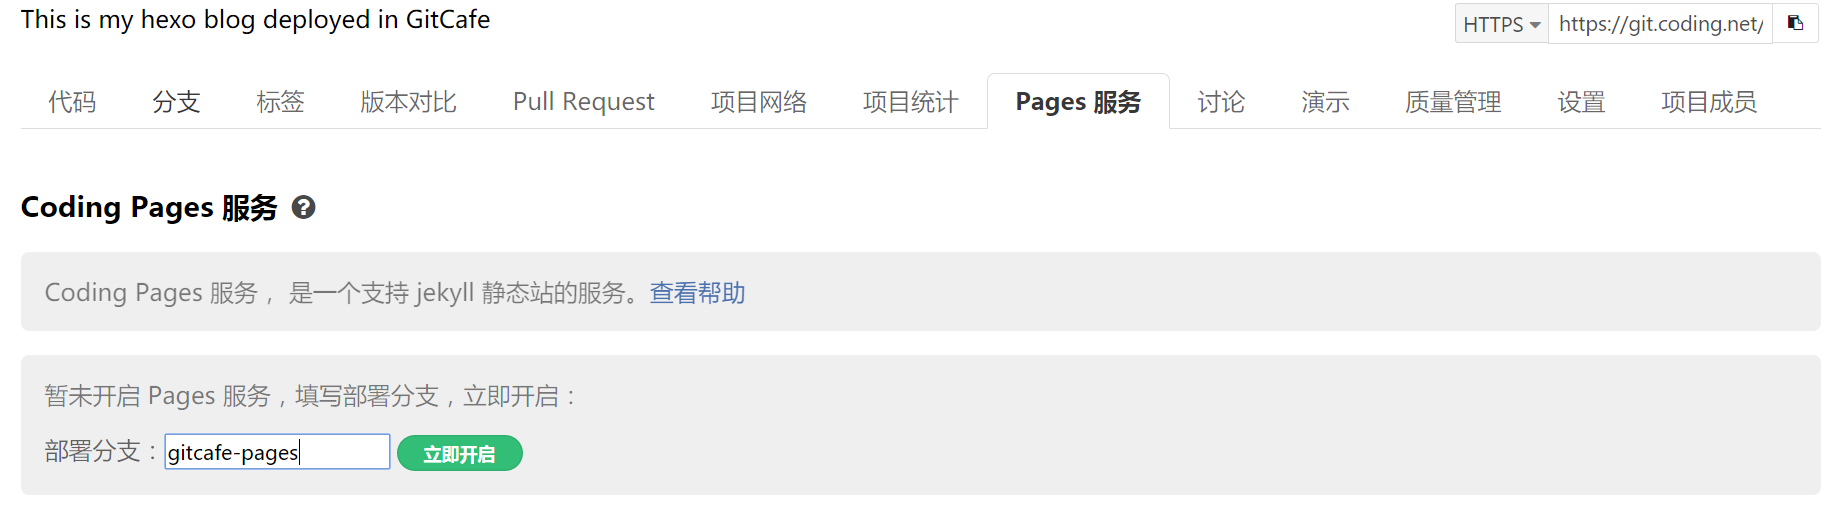 This is my hexo blog deployed in GitCafe
HTTPS https://git.coding.net/
代码 分支 标签 版本对比 Pull Request 项目网络 项目统计 Pages 服务 讨论 演示 质量管理 设置 项目成员
Coding Pages 服务 ?
Coding Pages 服务， 是一个支持 jekyll 静态站的服务。查看帮助
暂未开启 Pages 服务，填写部署分支，立即开启：
部署分支：gitcafe-pages 立即开启